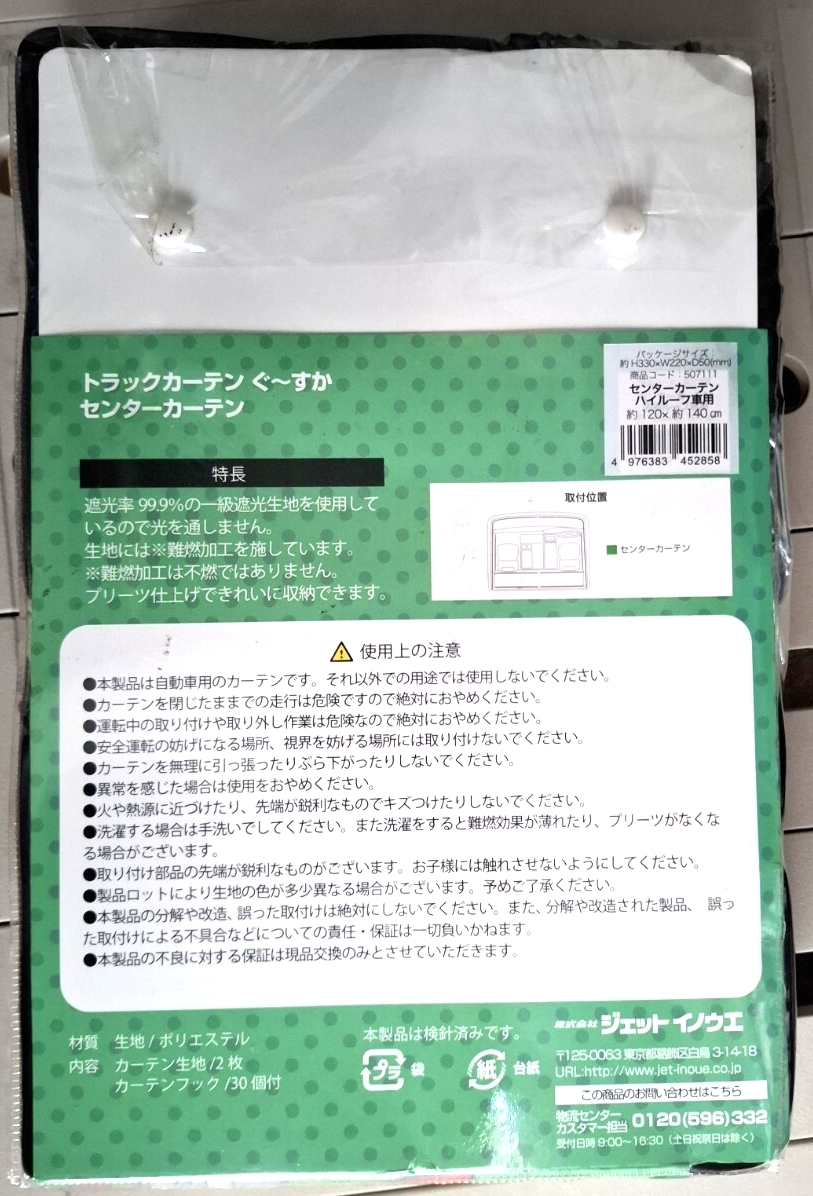 トラックカーテン ぐ〜すか
センターカーテン
パッケージサイズ：
約 H330×W220×D50(mm)
商品コード：507111
センターカーテン
ハイルーフ車用
約 120× 約 140 ㎝
4 976383 452858
特長
遮光率 99.9%の一級遮光生地を使用して
いるので光を通しません。
生地には※難燃加工を施しています。
※難燃加工は不燃ではありません。
プリーツ仕上げできれいに収納できます。
取付位置
センターカーテン
使用上の注意
●本製品は自動車用のカーテンです。それ以外での用途では使用しないでください。
●カーテンを閉じたままでの走行は危険ですので絶対におやめください。
●運転中の取り付けや取り外し作業は危険なので絶対におやめください。
●安全運転の妨げになる場所、視界を妨げる場所には取り付けないでください。
●カーテンを無理に引っ張ったりぶら下がったりしないでください。
●異常を感じた場合は使用をおやめください。
●火や熱源に近づけたり、先端が鋭利なものでキズつけたりしないでください。
●洗濯する場合は手洗いでしてください。また洗濯をすると難燃効果が薄れたり、プリーツがなくな
る場合がございます。
●取り付け部品の先端が鋭利なものがございます。お子様には触れさせないようにしてください。
●製品ロットにより生地の色が多少異なる場合がございます。予めご了承ください。
●本製品の分解や改造、誤った取付けは絶対にしないでください。また、分解や改造された製品、 誤っ
た取付けによる不具合などについての責任・保証は一切負いかねます。
●本製品の不良に対する保証は現品交換のみとさせていただきます。
材質 生地 / ポリエステル
内容 カーテン生地 /2 枚
カーテンフック /30 個付
本製品は検針済みです。
プラ 袋
紙 台紙
株式会社 ジェット イノウエ
〒125-0063 東京都葛飾区白鳥 3-14-18
URL:http://www.jet-inoue.co.jp
この商品のお問い合わせはこちら
物流センター
カスタマー担当 0120(596)332
受付日時 9:00〜16:30（土日祝祭日は除く）